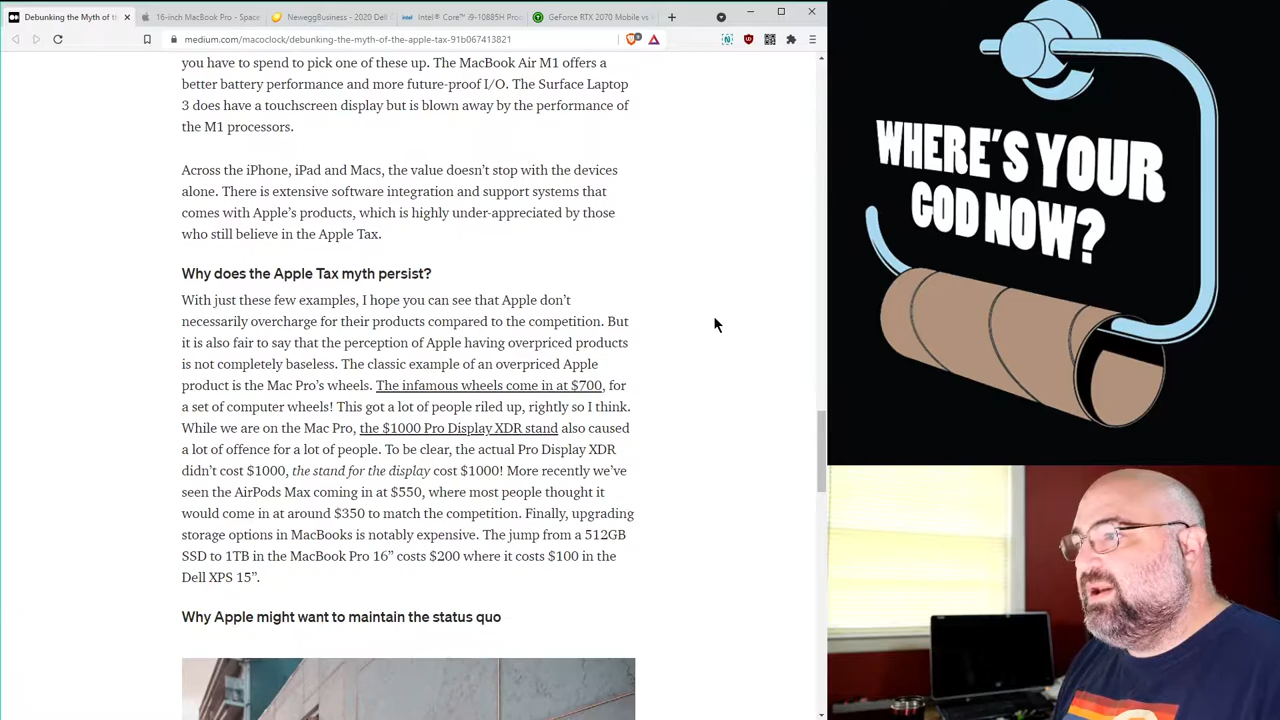 Debunking the Myth of t
16-inch MacBook Pro - Space
NeweggBusiness - 2020 Dell
Intel® Core™ i9-10885H Proc
GeForce RTX 2070 Mobile vs
medium.com/macoclock/debunking-the-myth-of-the-apple-tax-91b067413821
you have to spend to pick one of these up. The MacBook Air M1 offers a
better battery performance and more future-proof I/O. The Surface Laptop
3 does have a touchscreen display but is blown away by the performance of
the M1 processors.
Across the iPhone, iPad and Macs, the value doesn’t stop with the devices
alone. There is extensive software integration and support systems that
comes with Apple’s products, which is highly under-appreciated by those
who still believe in the Apple Tax.
Why does the Apple Tax myth persist?
With just these few examples, I hope you can see that Apple don’t
necessarily overcharge for their products compared to the competition. But
it is also fair to say that the perception of Apple having overpriced products
is not completely baseless. The classic example of an overpriced Apple
product is the Mac Pro’s wheels. The infamous wheels come in at $700, for
a set of computer wheels! This got a lot of people riled up, rightly so I think.
While we are on the Mac Pro, the $1000 Pro Display XDR stand also caused
a lot of offence for a lot of people. To be clear, the actual Pro Display XDR
didn’t cost $1000, the stand for the display cost $1000! More recently we’ve
seen the AirPods Max coming in at $550, where most people thought it
would come in at around $350 to match the competition. Finally, upgrading
storage options in MacBooks is notably expensive. The jump from a 512GB
SSD to 1TB in the MacBook Pro 16” costs $200 where it costs $100 in the
Dell XPS 15”.
Why Apple might want to maintain the status quo
WHERE'S YOUR
GOD NOW?